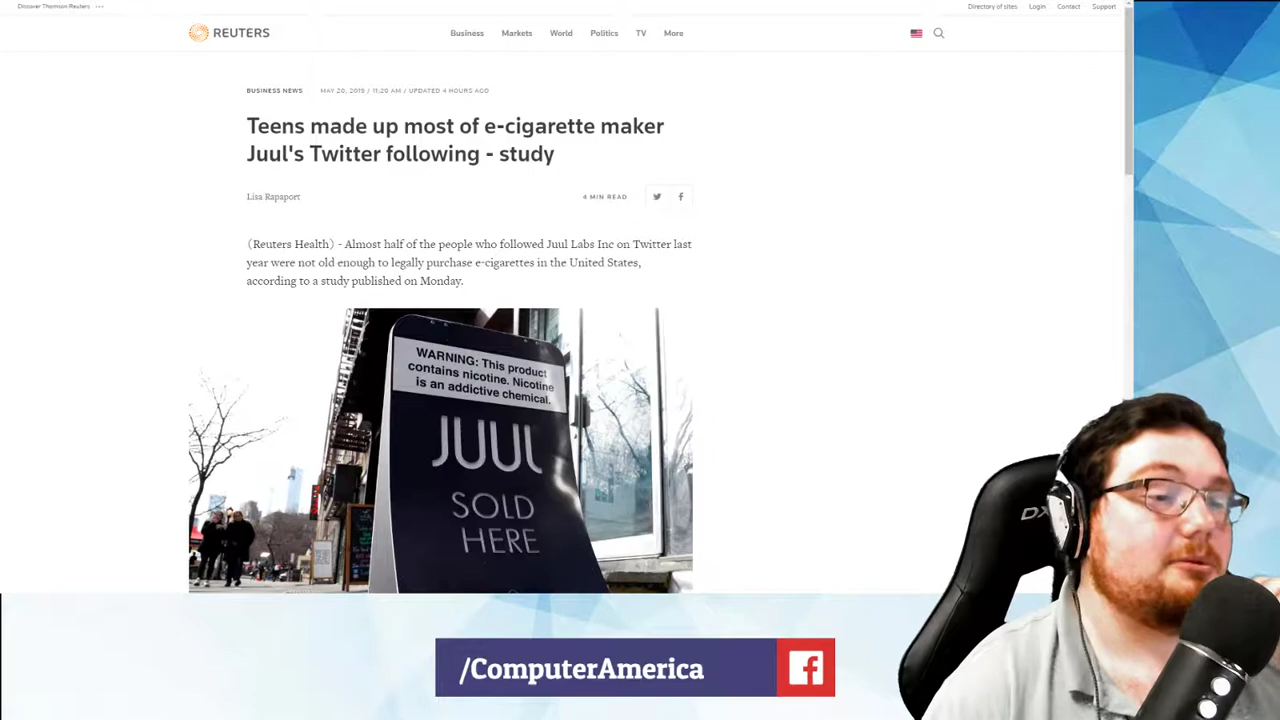 Discover Thomson Reuters
Directory of sites Login Contact Support
REUTERS
Business Markets World Politics TV More
BUSINESS NEWS MAY 20, 2019 / 11:20 AM / UPDATED 4 HOURS AGO
Teens made up most of e-cigarette maker
Juul's Twitter following - study
Lisa Rapaport
4 MIN READ
(Reuters Health) - Almost half of the people who followed Juul Labs Inc on Twitter last
year were not old enough to legally purchase e-cigarettes in the United States,
according to a study published on Monday.
WARNING: This product
contains nicotine. Nicotine
is an addictive chemical.
JUUL
SOLD
HERE
DX
/ComputerAmerica